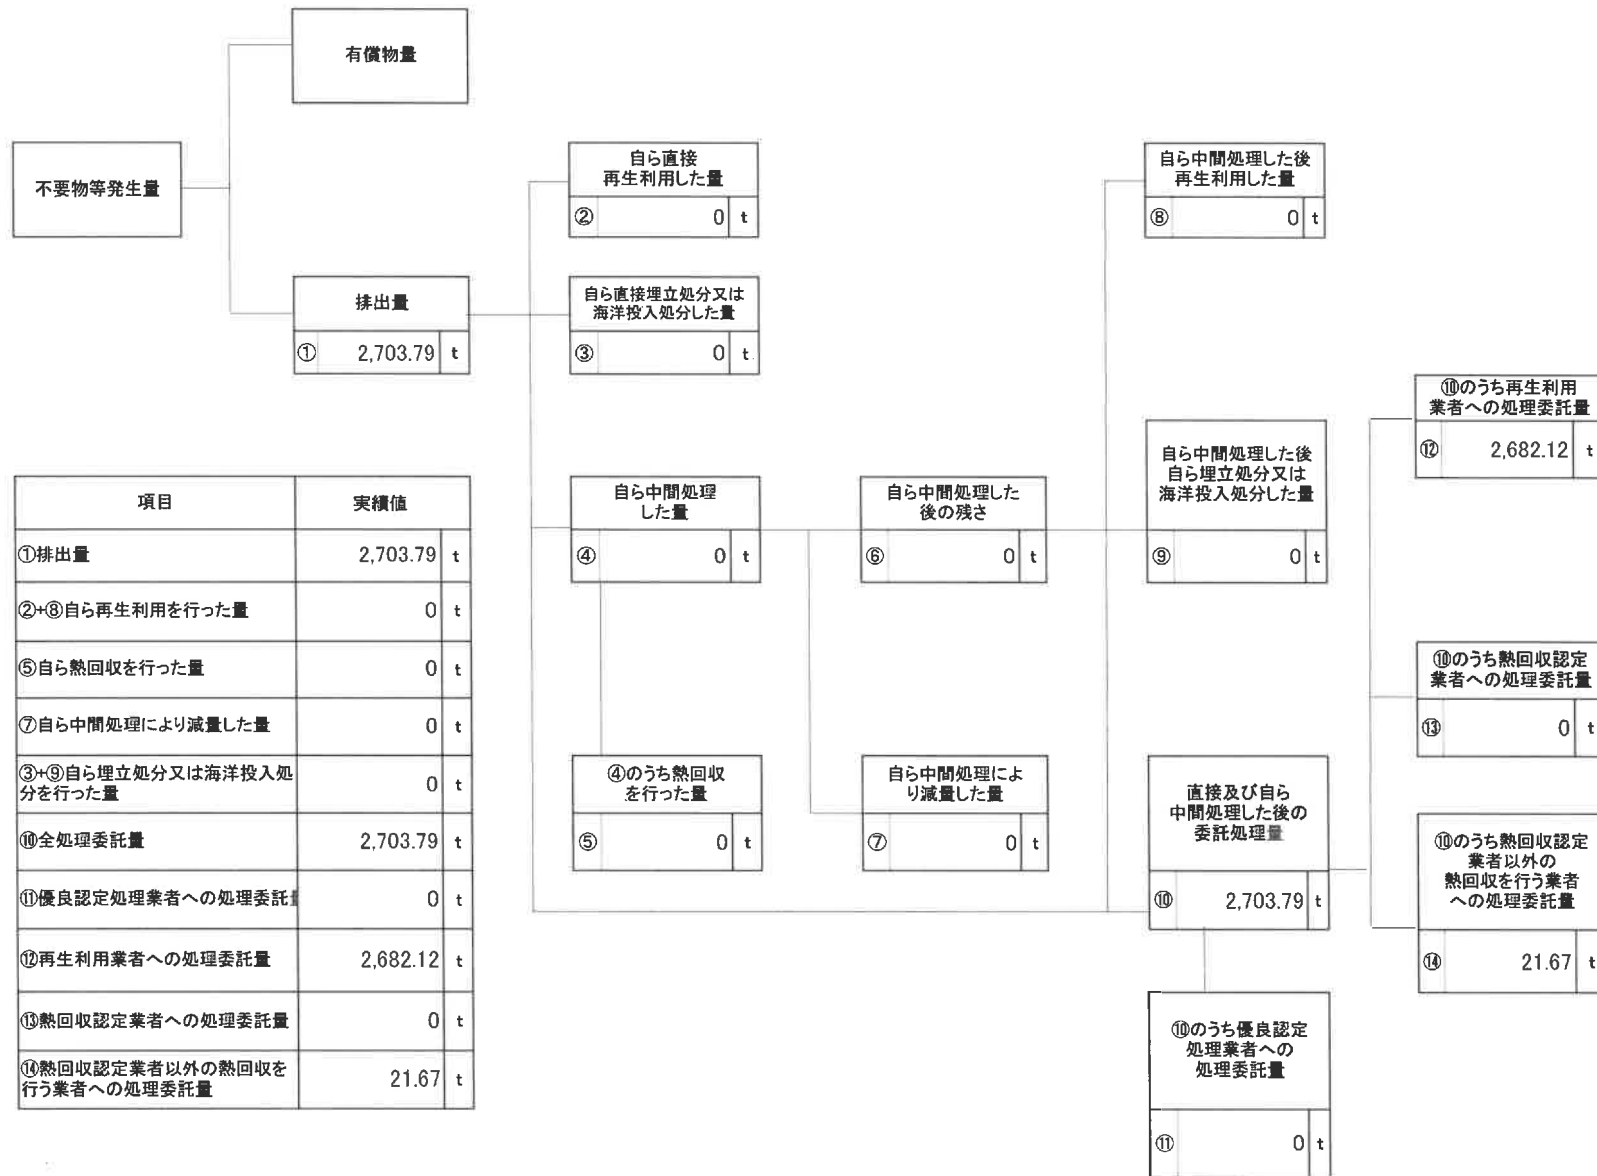 有償物量
不要物等発生量
排出量
① 2,703.79 t
自ら直接
再生利用した量
② 0 t
自ら直接埋立処分又は
海洋投入処分した量
③ 0 t
自ら中間処理
した量
④ 0 t
④のうち熱回収
を行った量
⑤ 0 t
自ら中間処理した
後の残さ
⑥ 0 t
自ら中間処理によ
り減量した量
⑦ 0 t
自ら中間処理した後
再生利用した量
⑧ 0 t
自ら中間処理した後
自ら埋立処分又は
海洋投入処分した量
⑨ 0 t
直接及び自ら
中間処理した後の
委託処理量
⑩ 2,703.79 t
⑩のうち優良認定
処理業者への
処理委託量
⑪ 0 t
⑩のうち再生利用
業者への処理委託量
⑫ 2,682.12 t
⑩のうち熱回収認定
業者への処理委託量
⑬ 0 t
⑩のうち熱回収認定
業者以外の
熱回収を行う業者
への処理委託量
⑭ 21.67 t
項目 実績値
①排出量 2,703.79 t
②+⑧自ら再生利用を行った量 0 t
⑤自ら熱回収を行った量 0 t
⑦自ら中間処理により減量した量 0 t
③+⑨自ら埋立処分又は海洋投入処
分を行った量 0 t
⑩全処理委託量 2,703.79 t
⑪優良認定処理業者への処理委託量 0 t
⑫再生利用業者への処理委託量 2,682.12 t
⑬熱回収認定業者への処理委託量 0 t
⑭熱回収認定業者以外の熱回収を
行う業者への処理委託量 21.67 t